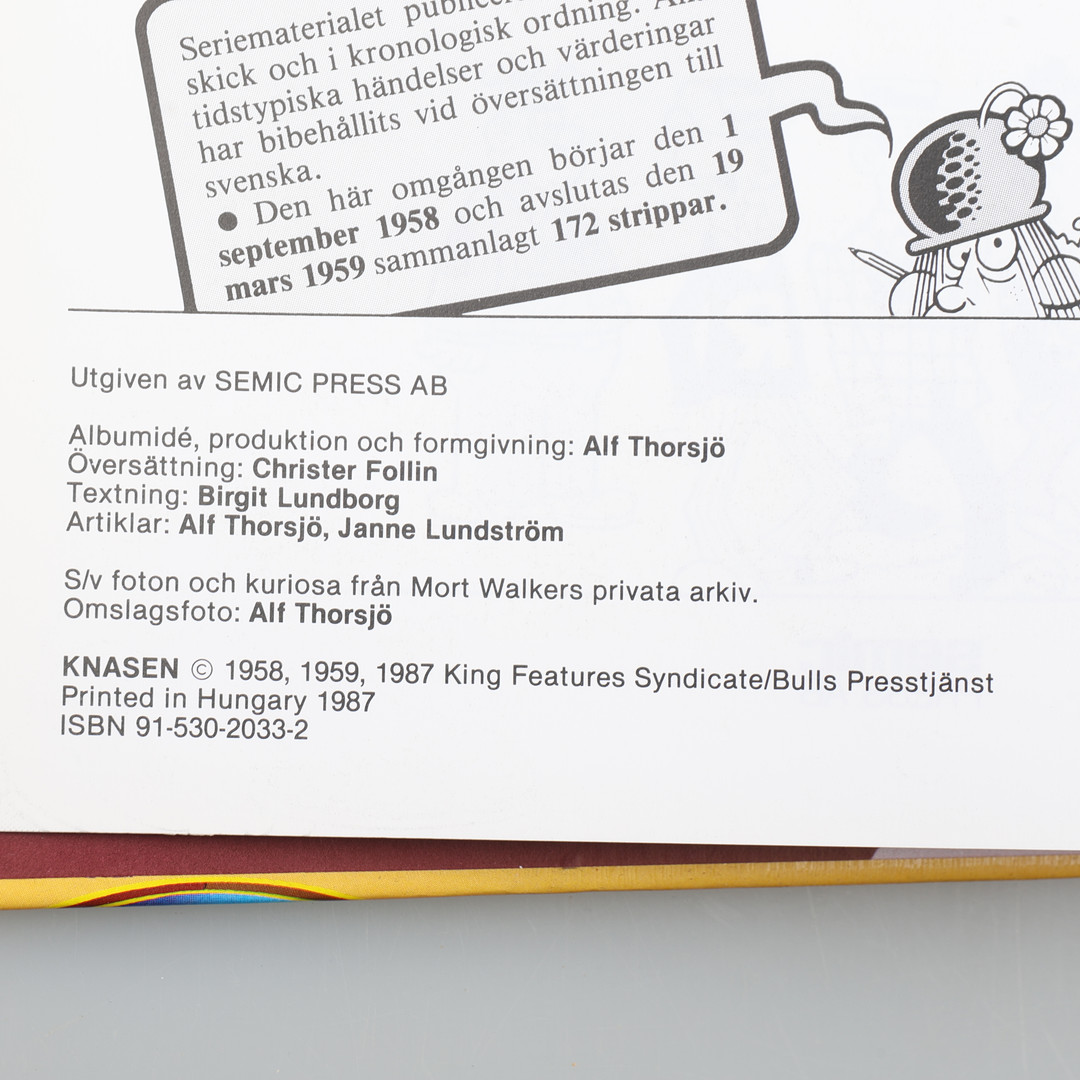 Seriematerialet
skick och i kronologisk ordning.
tidstypiska händelser och värderingar
har bibehållits vid översättningen till
svenska.
● Den här omgången börjar den 1
september 1958 och avslutas den 19
mars 1959 sammanlagt 172 strippar.
Utgiven av SEMIC PRESS AB
Albumidé, produktion och formgivning: Alf Thorsjö
Översättning: Christer Follin
Textning: Birgit Lundborg
Artiklar: Alf Thorsjö, Janne Lundström
S/v foton och kuriosa från Mort Walkers privata arkiv.
Omslagsfoto: Alf Thorsjö
KNASEN © 1958, 1959, 1987 King Features Syndicate/Bulls Presstjänst
Printed in Hungary 1987
ISBN 91-530-2033-2